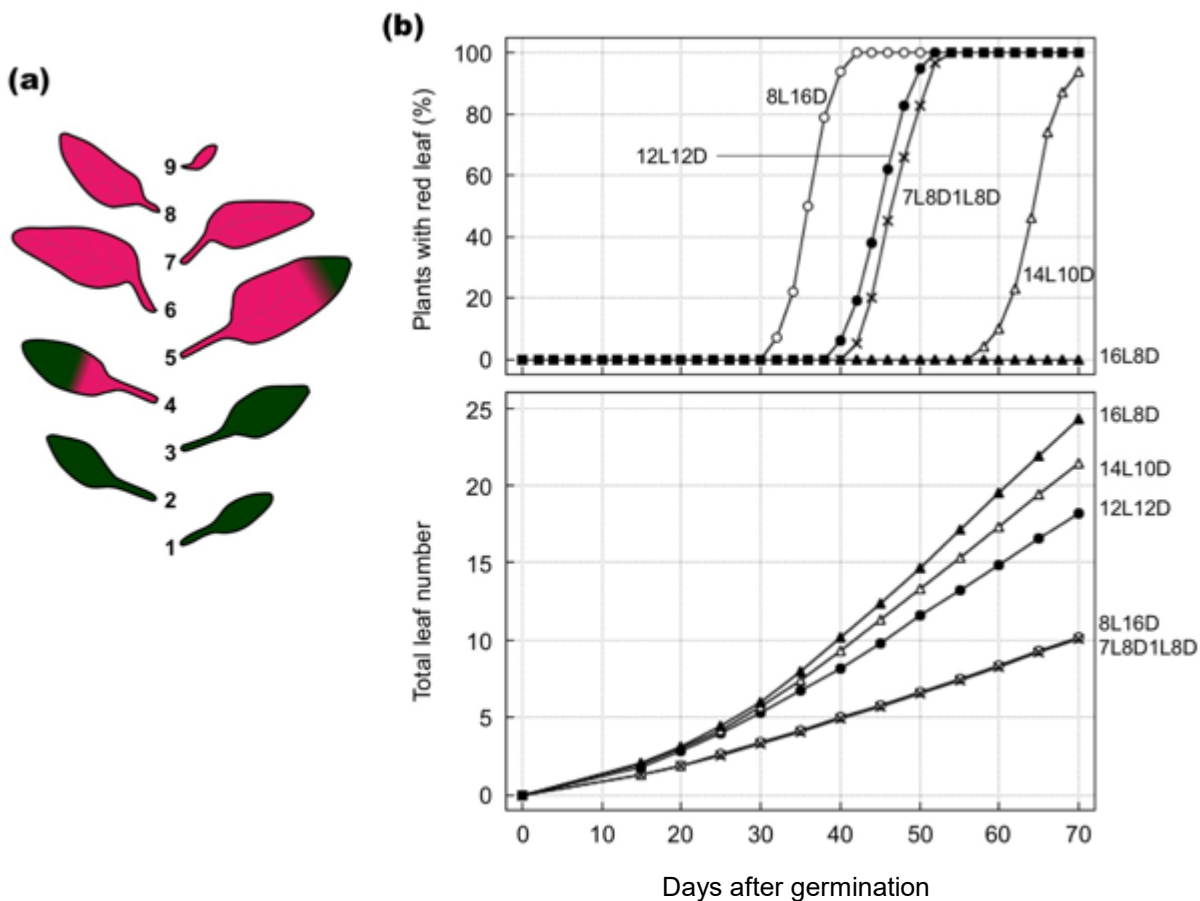 (a)
9
8
7
6
5
4
3
2
1
(b)
Plants with red leaf (%)
100
80
60
40
20
0
8L16D
12L12D
7L8D1L8D
14L10D
16L8D
Total leaf number
25
20
15
10
5
0
16L8D
14L10D
12L12D
8L16D
7L8D1L8D
0 10 20 30 40 50 60 70
Days after germination